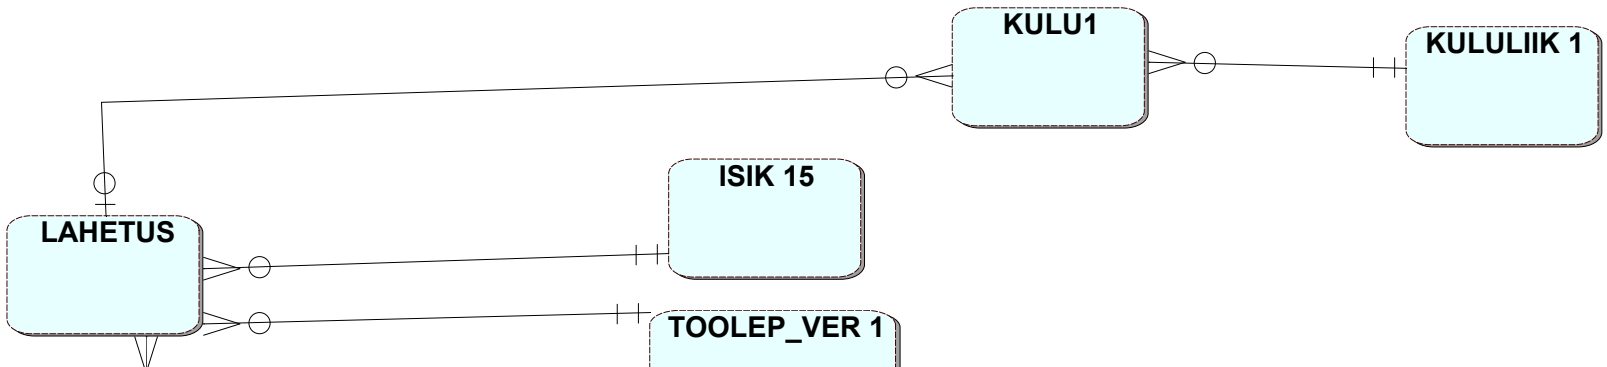 KULU1
KULULIIK 1
ISIK 15
LAHETUS
TOOLEP_VER 1